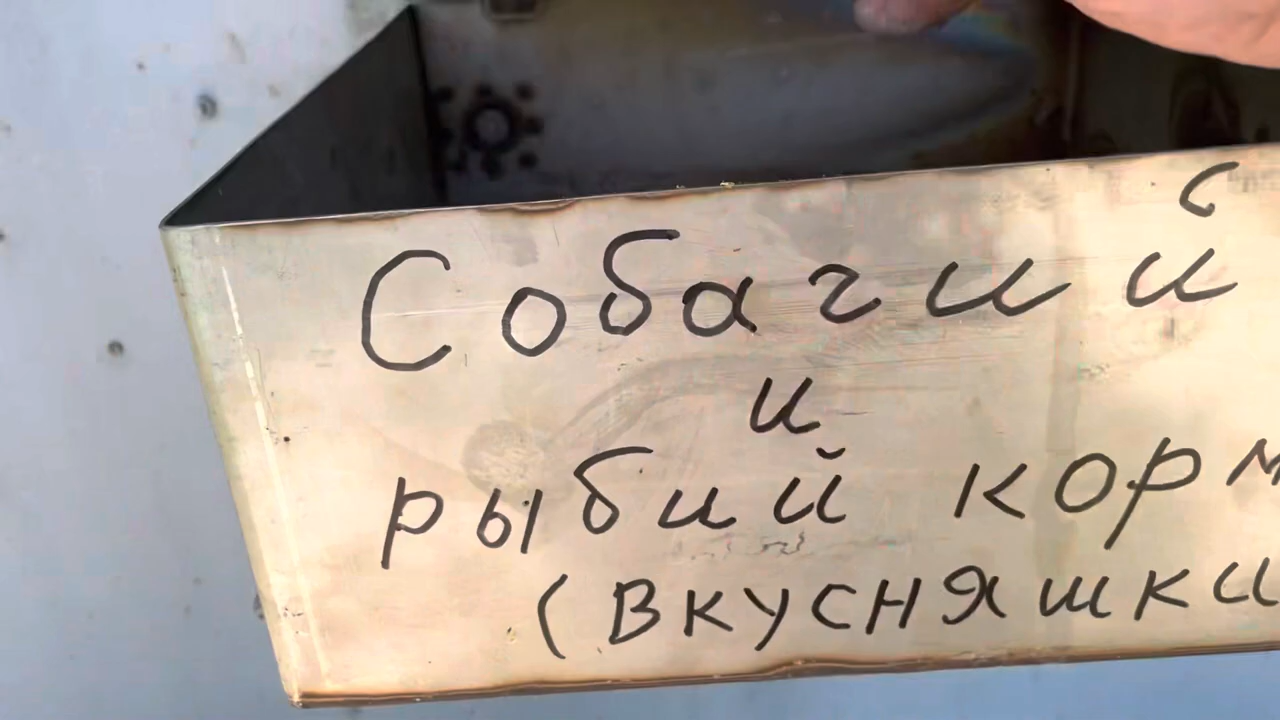 Собачий
и
рыбий корм
(Вкусняшки